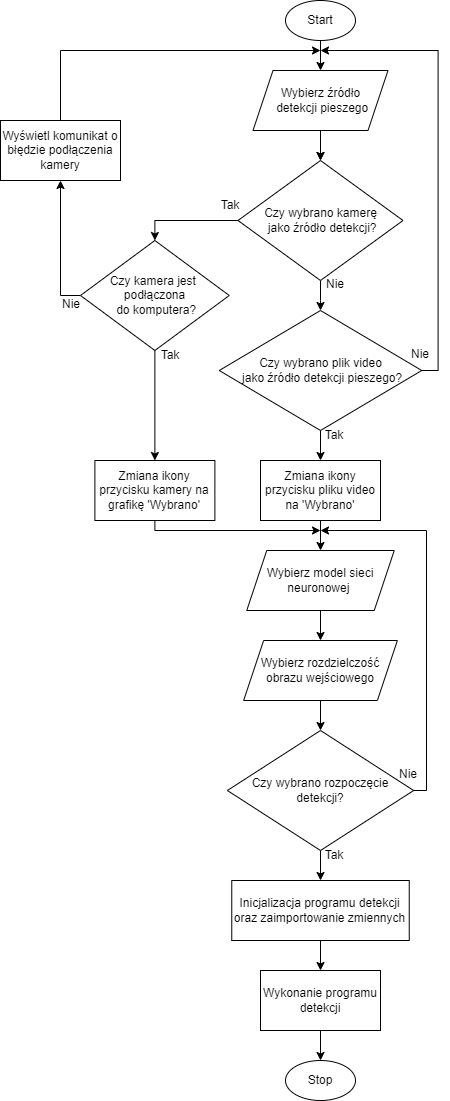 Start
Wybierz źródło
detekcji pieszego
Wyświetl komunikat o
błędzie podłączenia
kamery
Tak
Czy wybrano kamerę
jako źródło detekcji?
Nie
Czy kamera jest
podłączona
do komputera?
Nie
Tak
Czy wybrano plik video
jako źródło detekcji pieszego?
Nie
Tak
Zmiana ikony
przycisku kamery na
grafikę 'Wybrano'
Zmiana ikony
przycisku pliku video
na 'Wybrano'
Wybierz model sieci
neuronowej
Wybierz rozdzielczość
obrazu wejściowego
Czy wybrano rozpoczęcie
detekcji?
Nie
Tak
Inicjalizacja programu detekcji
oraz zaimportowanie zmiennych
Wykonanie programu
detekcji
Stop